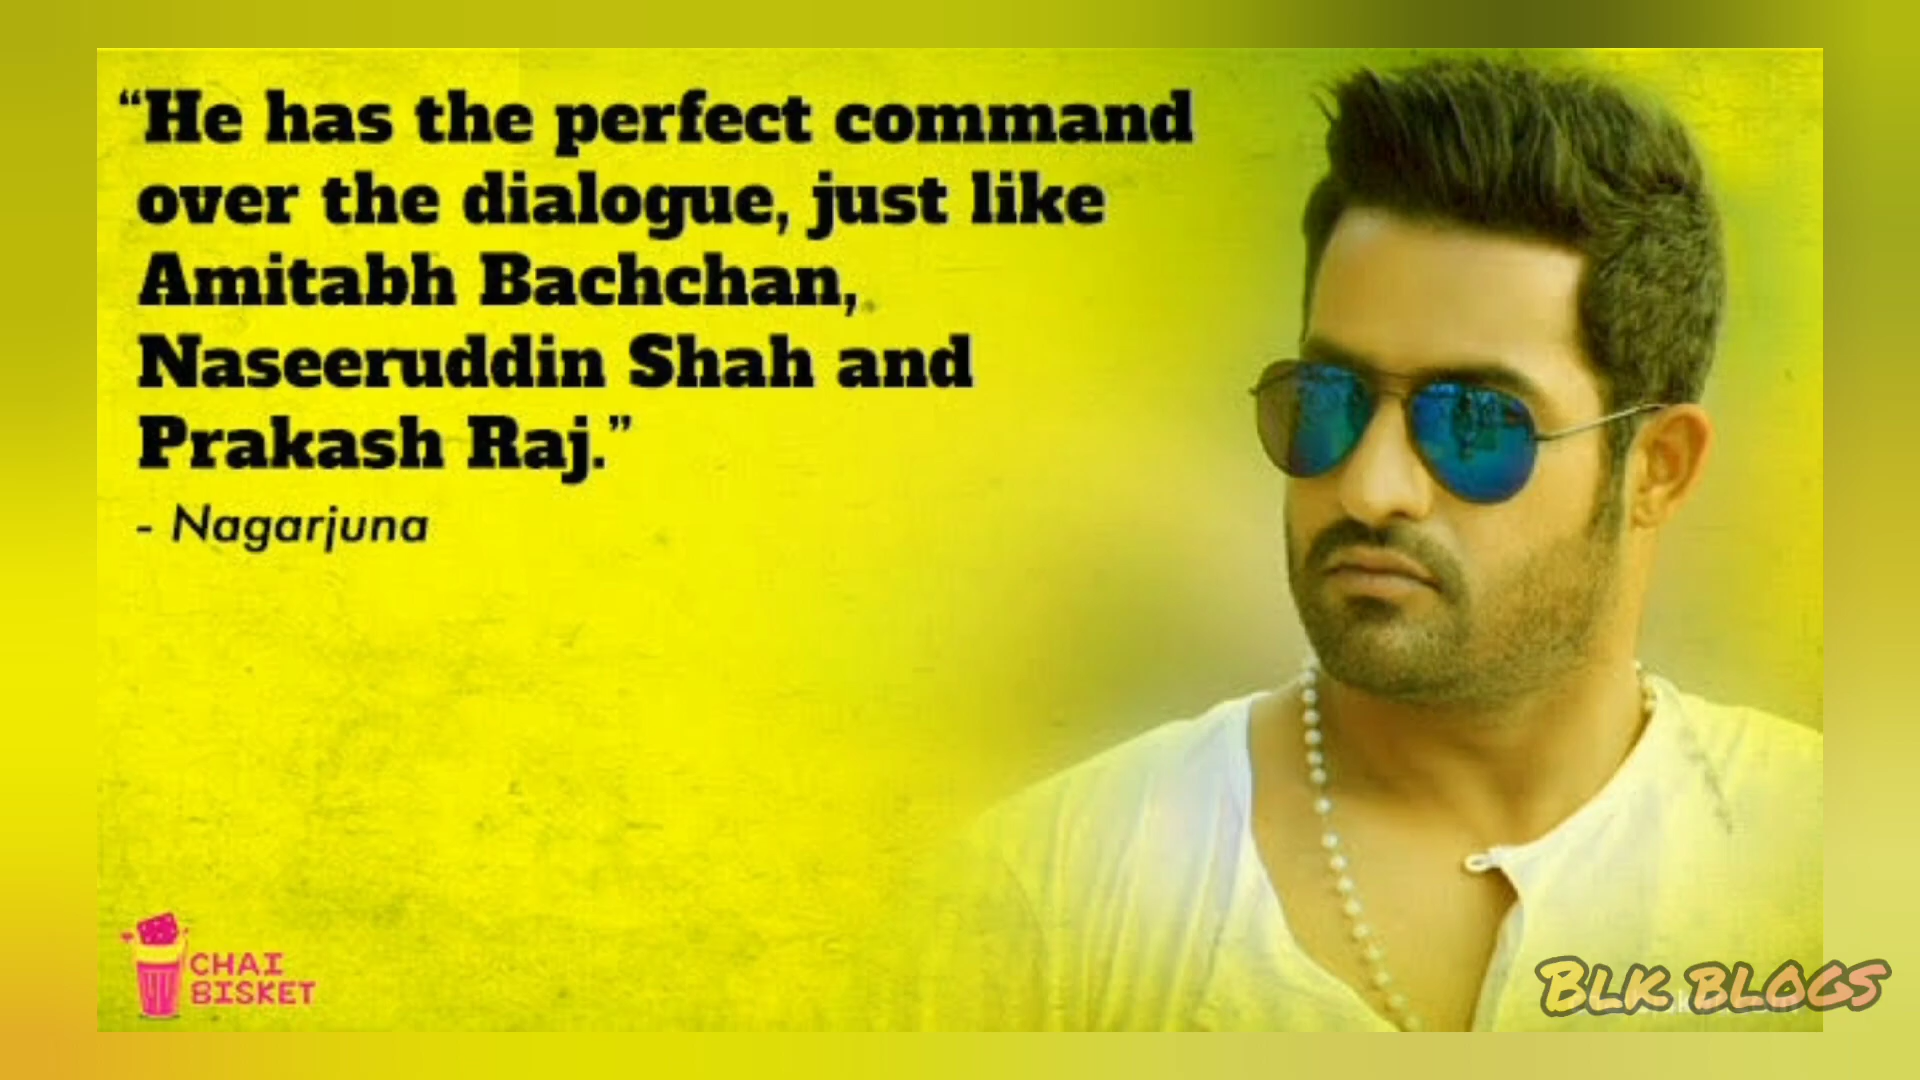 “He has the perfect command
over the dialogue, just like
Amitabh Bachchan,
Naseeruddin Shah and
Prakash Raj.”
- Nagarjuna
CHAI
BISKET
BLK BLOGS